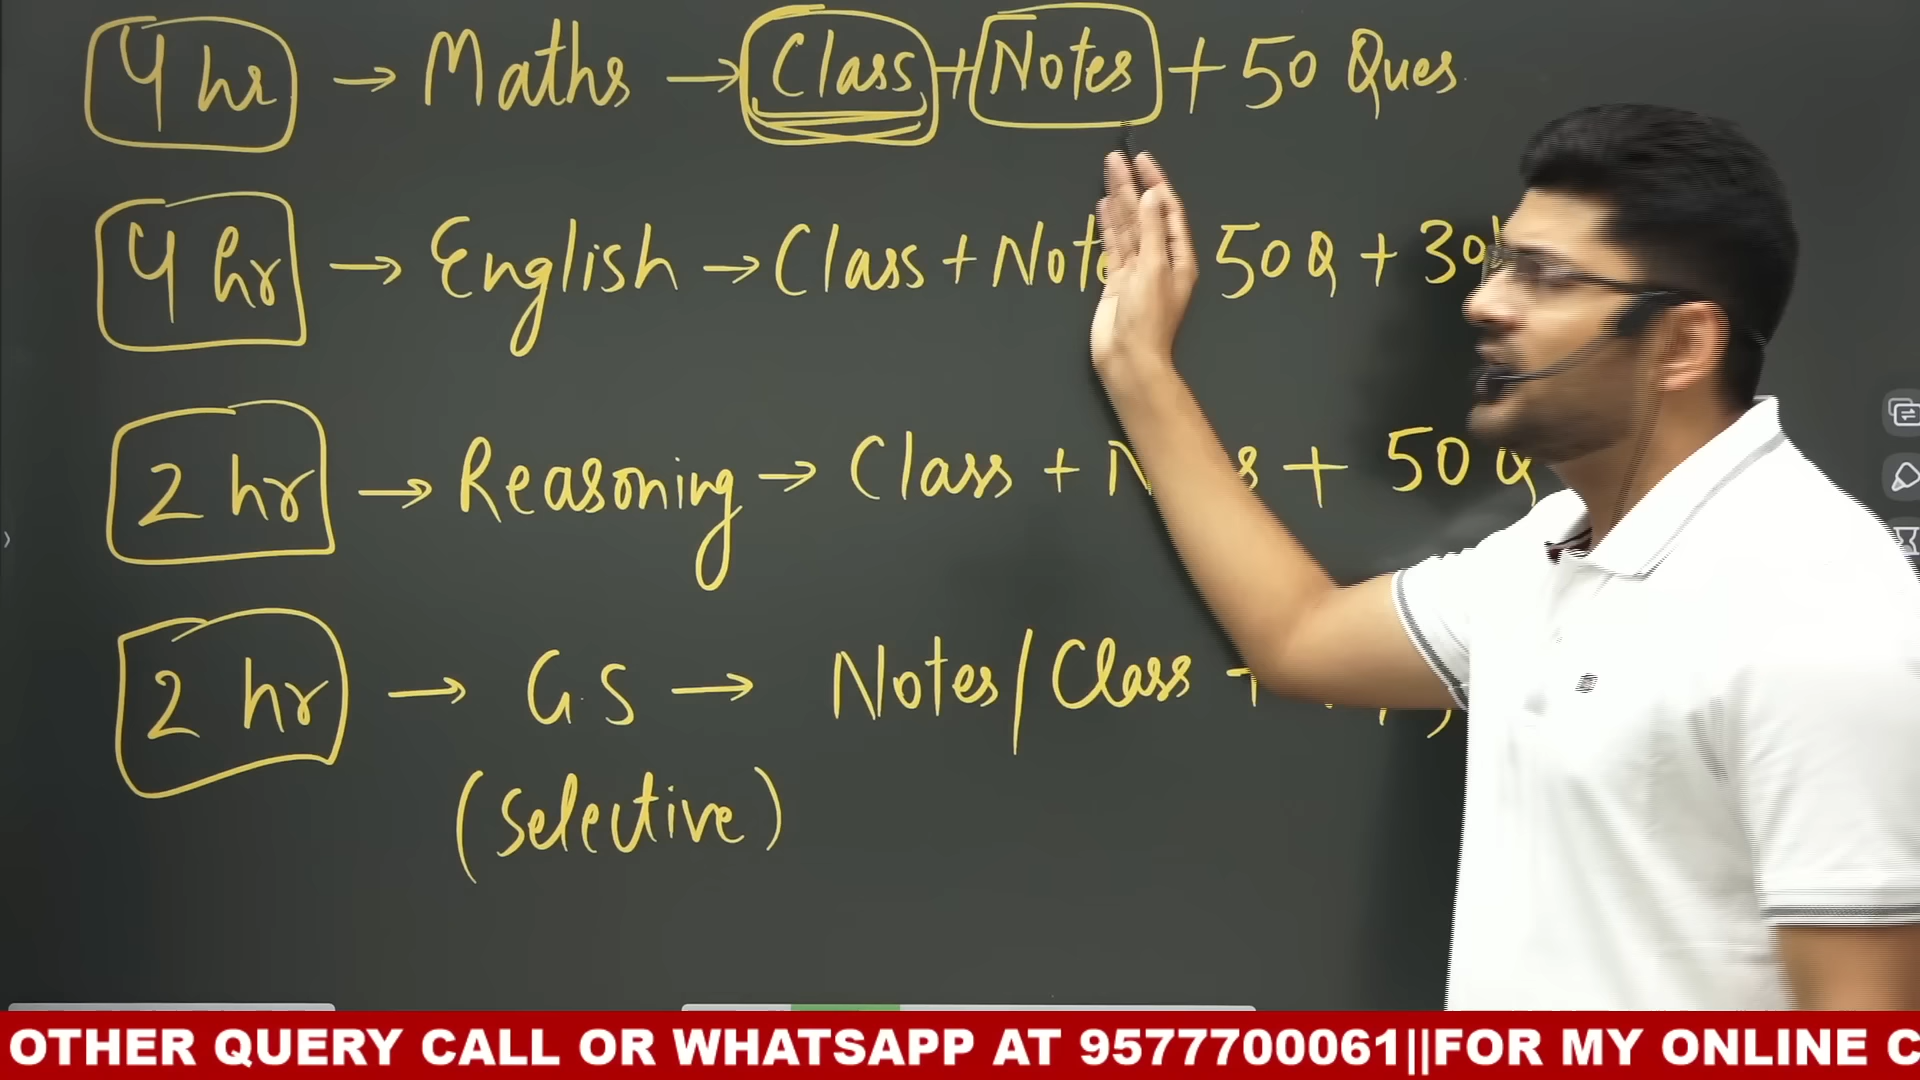 4 hr → Maths → Class + Notes + 50 Ques
4 hr → English → Class + 50 Q + 30
2 hr → Reasoning → Class + + 50 Q
2 hr → G.S → Notes/Class +
(Selective)
OTHER QUERY CALL OR WHATSAPP AT 9577700061||FOR MY ONLINE C